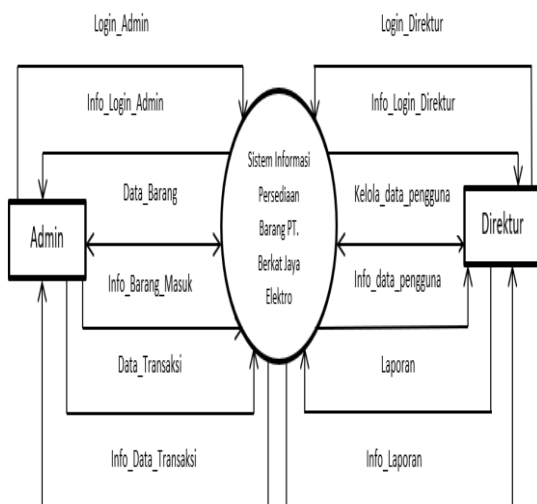 Login_Admin
Login_Direktur
Info_Login_Admin
Info_Login_Direktur
Sistem Informasi
Persediaan
Barang PT.
Berkat Jaya
Elektro
Data_Barang
Kelola_data_pengguna
Admin
Direktur
Info_Barang_Masuk
Info_data_pengguna
Data_Transaksi
Laporan
Info_Data_Transaksi
Info_Laporan